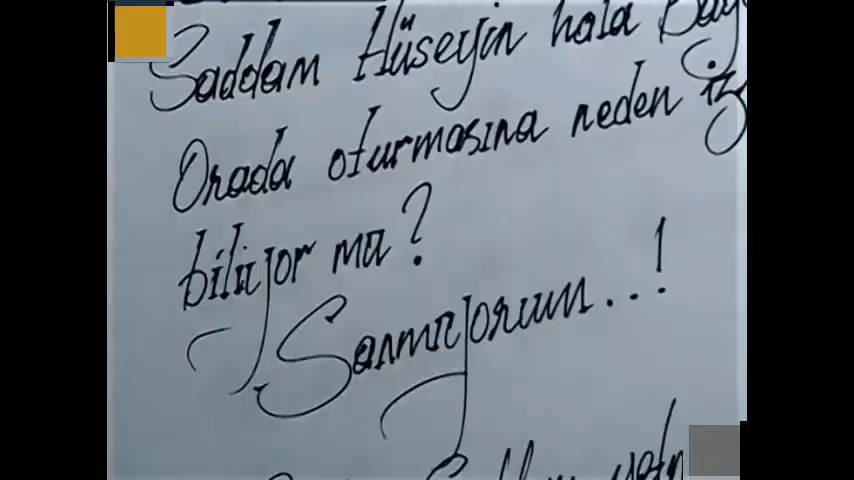 Saddam Hüseyin hala
Orada oturmasına neden
biliyor mu?
Sanmıyorum..!